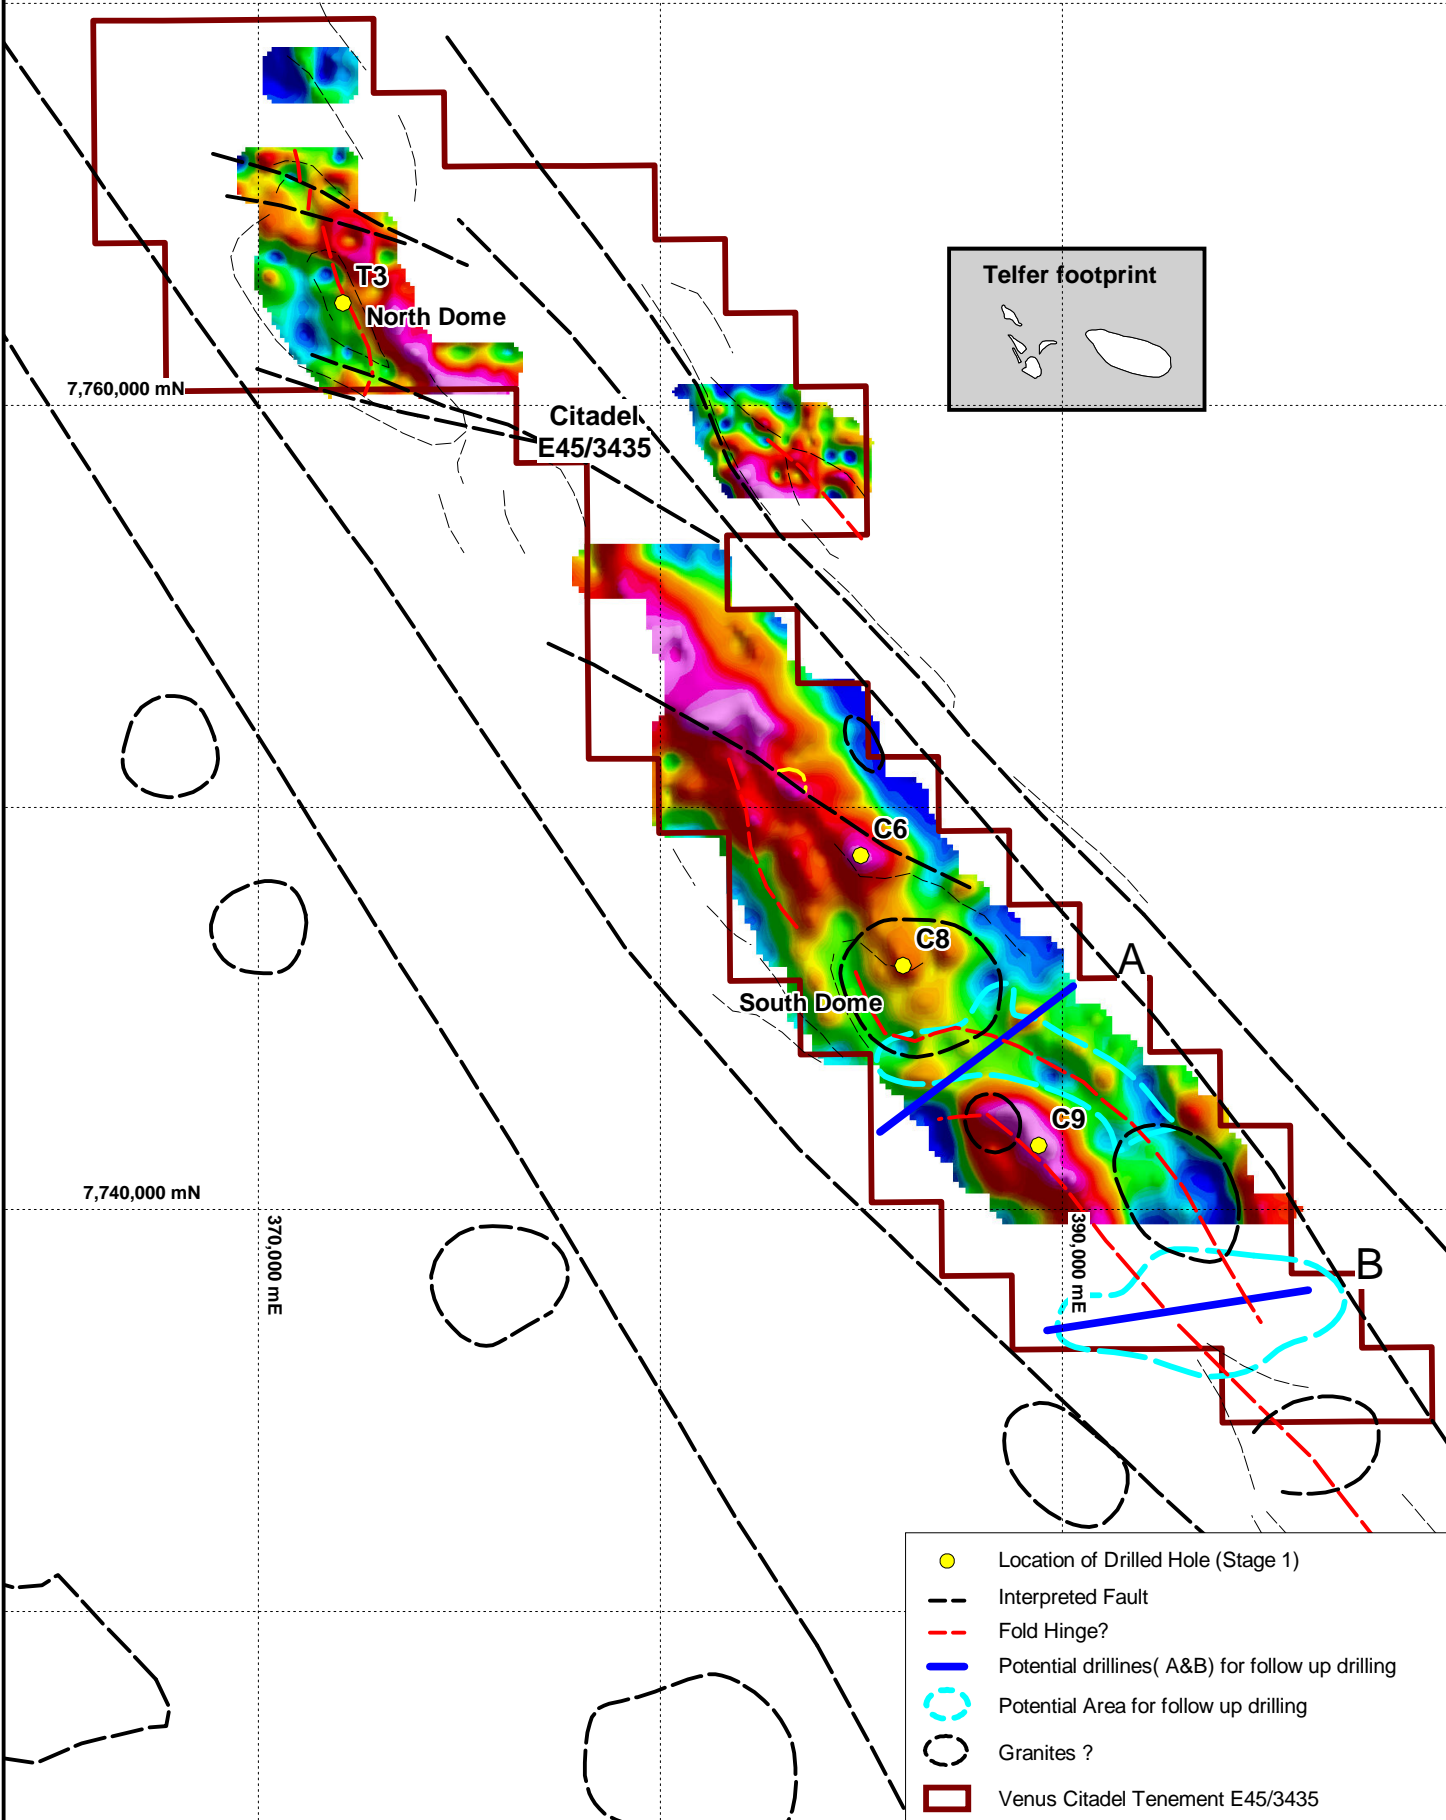 Telfer footprint
T3
North Dome
7,760,000 mN
Citadel
E45/3435
C6
C8
A
South Dome
C9
7,740,000 mN
370,000 mE
390,000 mE
B
Location of Drilled Hole (Stage 1)
Interpreted Fault
Fold Hinge?
Potential drillines( A&B) for follow up drilling
Potential Area for follow up drilling
Granites ?
Venus Citadel Tenement E45/3435